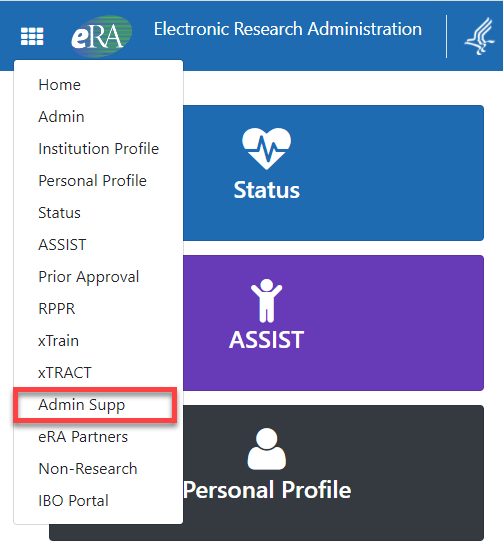 eRA
Electronic Research Administration
Home
Admin
Institution Profile
Personal Profile
Status
ASSIST
Prior Approval
RPPR
xTrain
xTRACT
Admin Supp
eRA Partners
Non-Research
IBO Portal
Status
ASSIST
Personal Profile